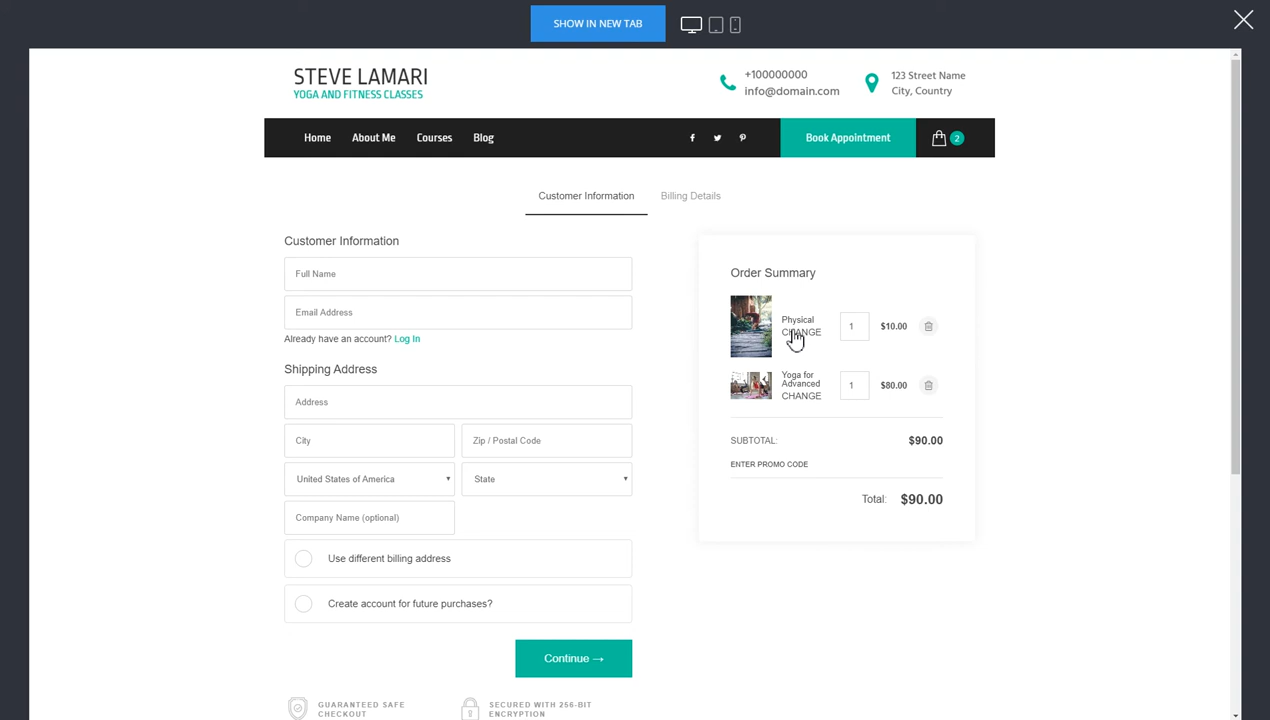 SHOW IN NEW TAB
STEVE LAMARI
YOGA AND FITNESS CLASSES
+100000000
info@domain.com
123 Street Name
City, Country
Home About Me Courses Blog
Book Appointment
2
Customer Information Billing Details
Customer Information
Full Name
Email Address
Already have an account? Log In
Shipping Address
Address
City Zip / Postal Code
United States of America State
Company Name (optional)
Use different billing address
Create account for future purchases?
Continue →
GUARANTEED SAFE
CHECKOUT
SECURED WITH 256-BIT
ENCRYPTION
Order Summary
Physical
CHANGE
1 $10.00
Yoga for
Advanced
CHANGE
1 $80.00
SUBTOTAL: $90.00
ENTER PROMO CODE
Total: $90.00